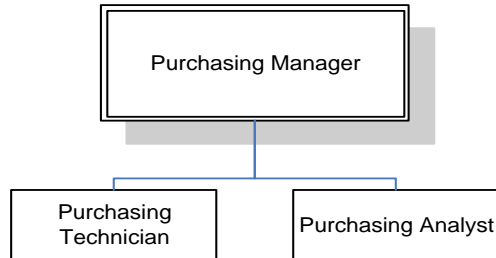 Purchasing Manager
Purchasing
Technician
Purchasing Analyst